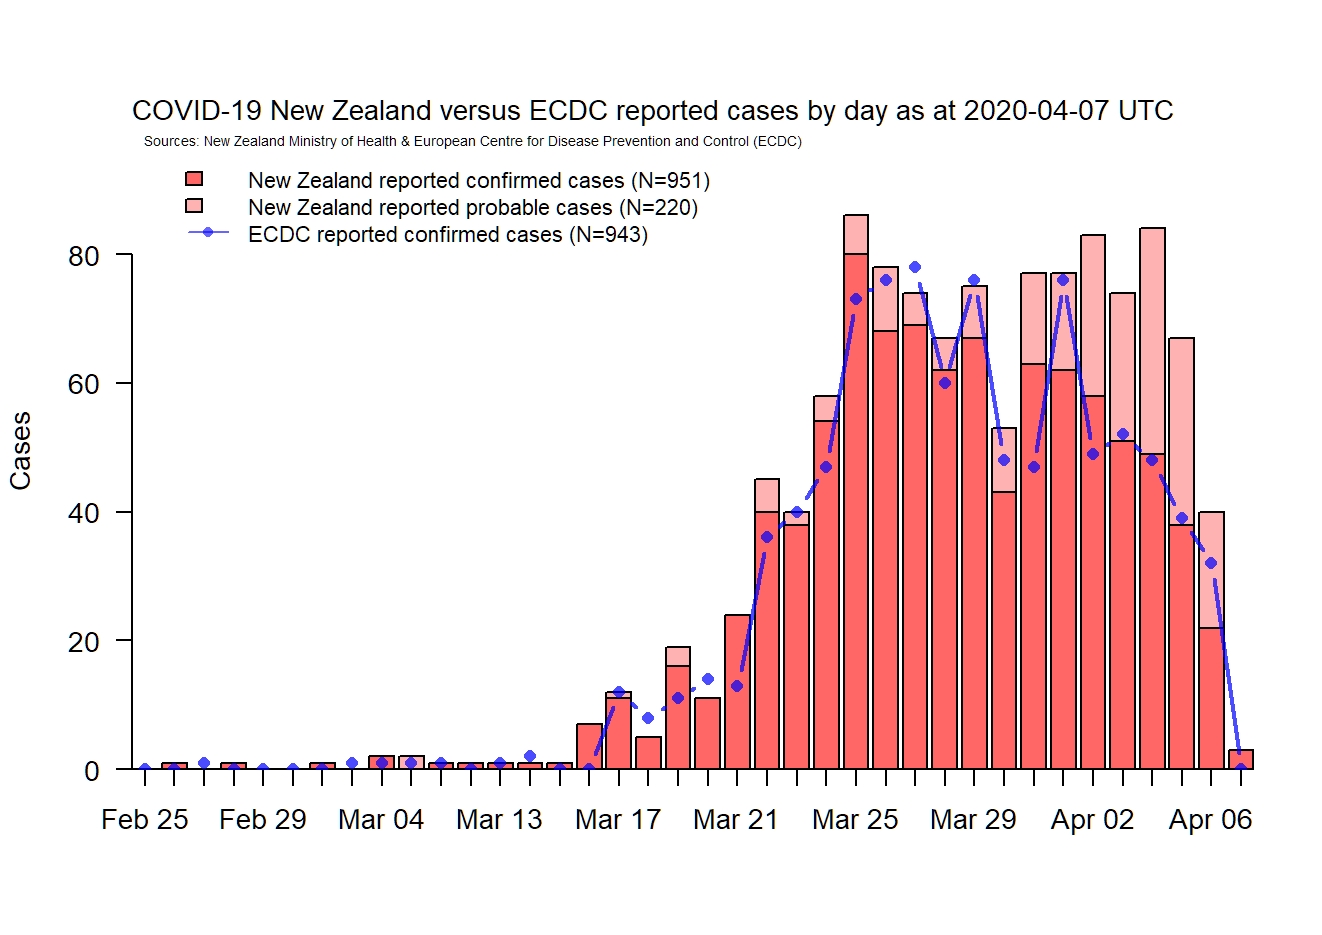 COVID-19 New Zealand versus ECDC reported cases by day as at 2020-04-07 UTC
Sources: New Zealand Ministry of Health & European Centre for Disease Prevention and Control (ECDC)
New Zealand reported confirmed cases (N=951)
New Zealand reported probable cases (N=220)
ECDC reported confirmed cases (N=943)
80
60
40
20
0
Cases
Feb 25 Feb 29 Mar 04 Mar 13 Mar 17 Mar 21 Mar 25 Mar 29 Apr 02 Apr 06